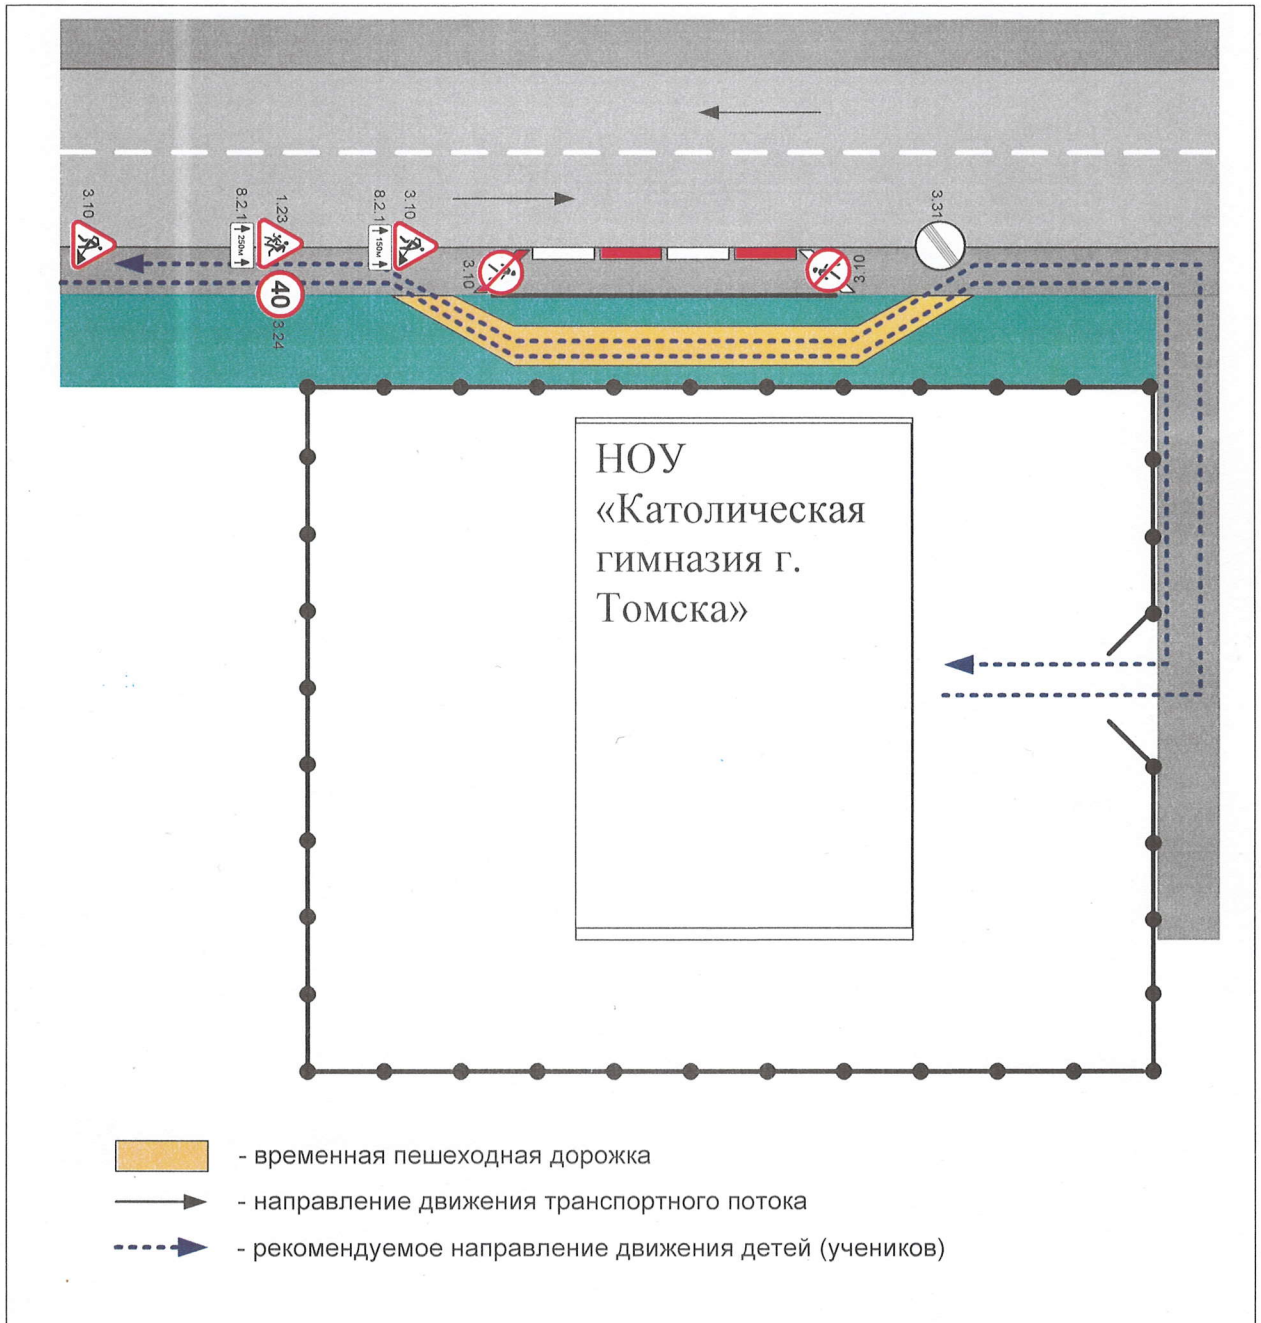 3.10
8.2.1
250м
1.23
40
3.24
8.2.1
150м
3.10
3.10
3.10
3.31
НОУ
«Католическая
гимназия г.
Томска»
- временная пешеходная дорожка
- направление движения транспортного потока
- рекомендуемое направление движения детей (учеников)